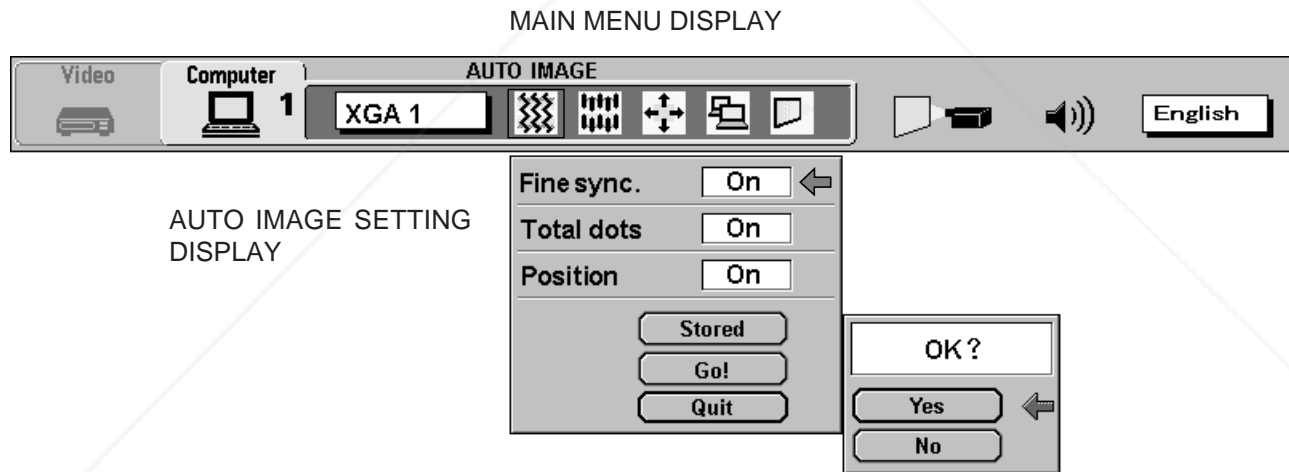 MAIN MENU DISPLAY
Video
Computer
AUTO IMAGE
1
XGA 1
English
AUTO IMAGE SETTING
DISPLAY
Fine sync. On
Total dots On
Position On
Stored
Go!
Quit
OK?
Yes
No